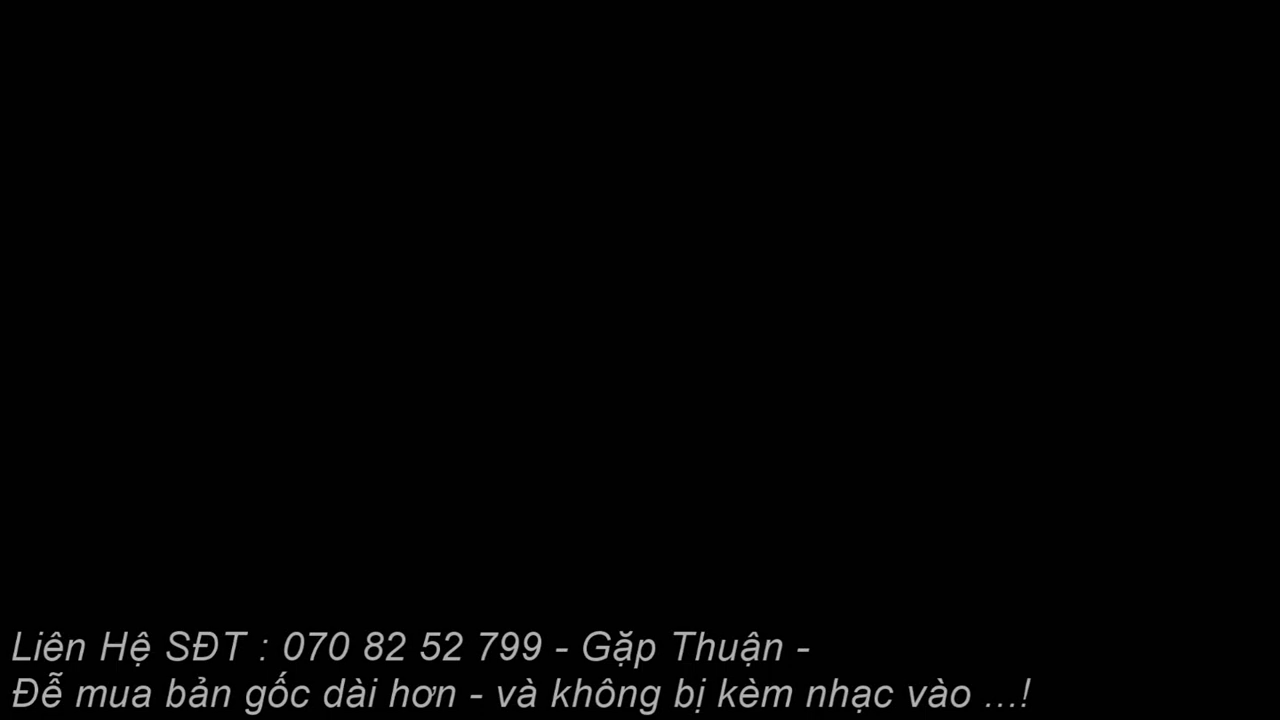 Liên Hệ SĐT : 070 82 52 799 - Gặp Thuận -
Đễ mua bản gốc dài hơn - và không bị kèm nhạc vào ...!